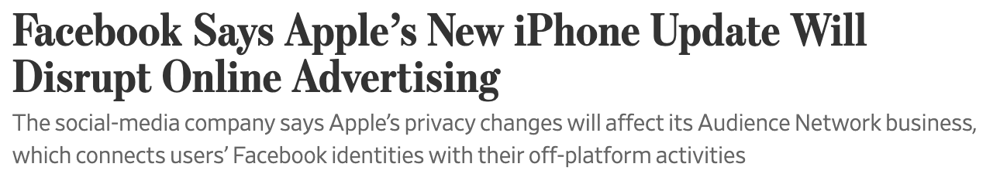 Facebook Says Apple’s New iPhone Update Will
Disrupt Online Advertising
The social-media company says Apple’s privacy changes will affect its Audience Network business,
which connects users’ Facebook identities with their off-platform activities